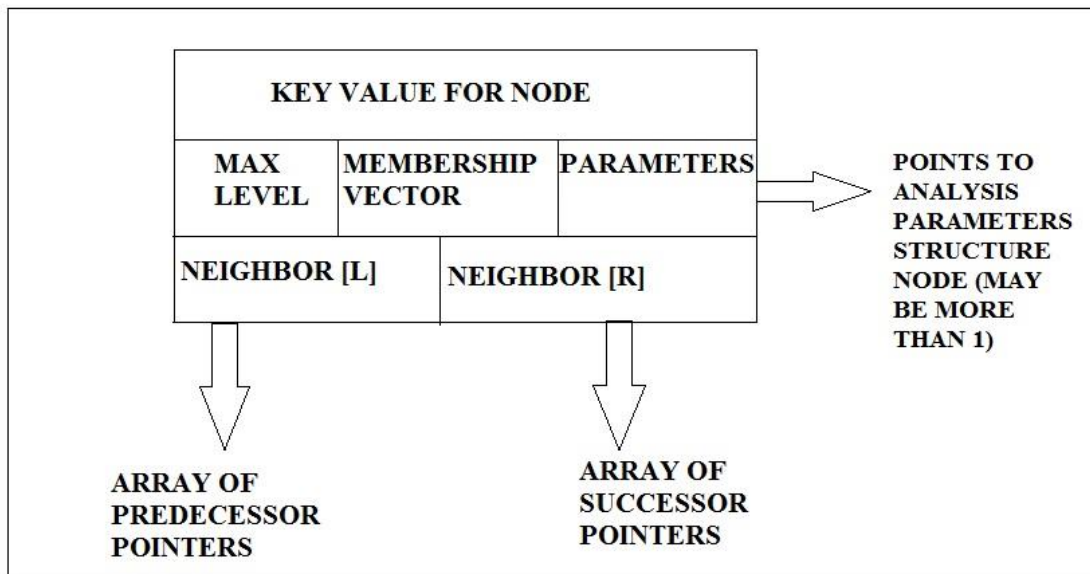 KEY VALUE FOR NODE
MAX
LEVEL
MEMBERSHIP
VECTOR
PARAMETERS
POINTS TO
ANALYSIS
PARAMETERS
STRUCTURE
NODE (MAY
BE MORE
THAN 1)
NEIGHBOR [L]
NEIGHBOR [R]
ARRAY OF
PREDECESSOR
POINTERS
ARRAY OF
SUCCESSOR
POINTERS